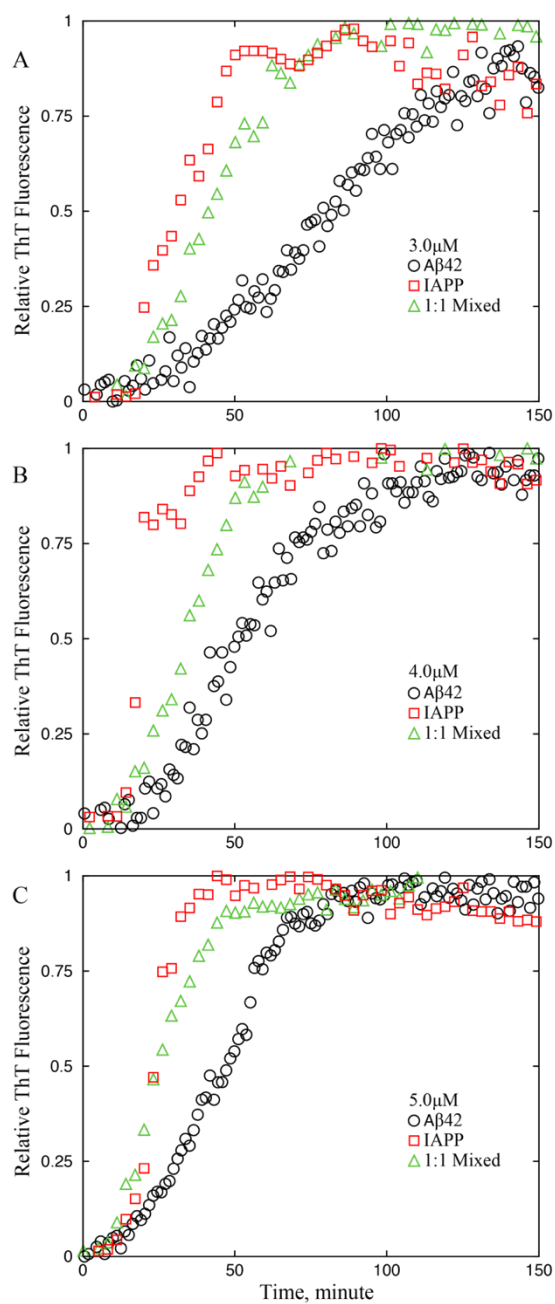 A
Relative ThT Fluorescence
1
0.75
0.5
0.25
0
3.0μM
Aβ42
IAPP
1:1 Mixed
0
50
100
150
B
Relative ThT Fluorescence
1
0.75
0.5
0.25
0
4.0μM
Aβ42
IAPP
1:1 Mixed
0
50
100
150
C
Relative ThT Fluorescence
1
0.75
0.5
0.25
0
5.0μM
Aβ42
IAPP
1:1 Mixed
0
50
100
150
Time, minute